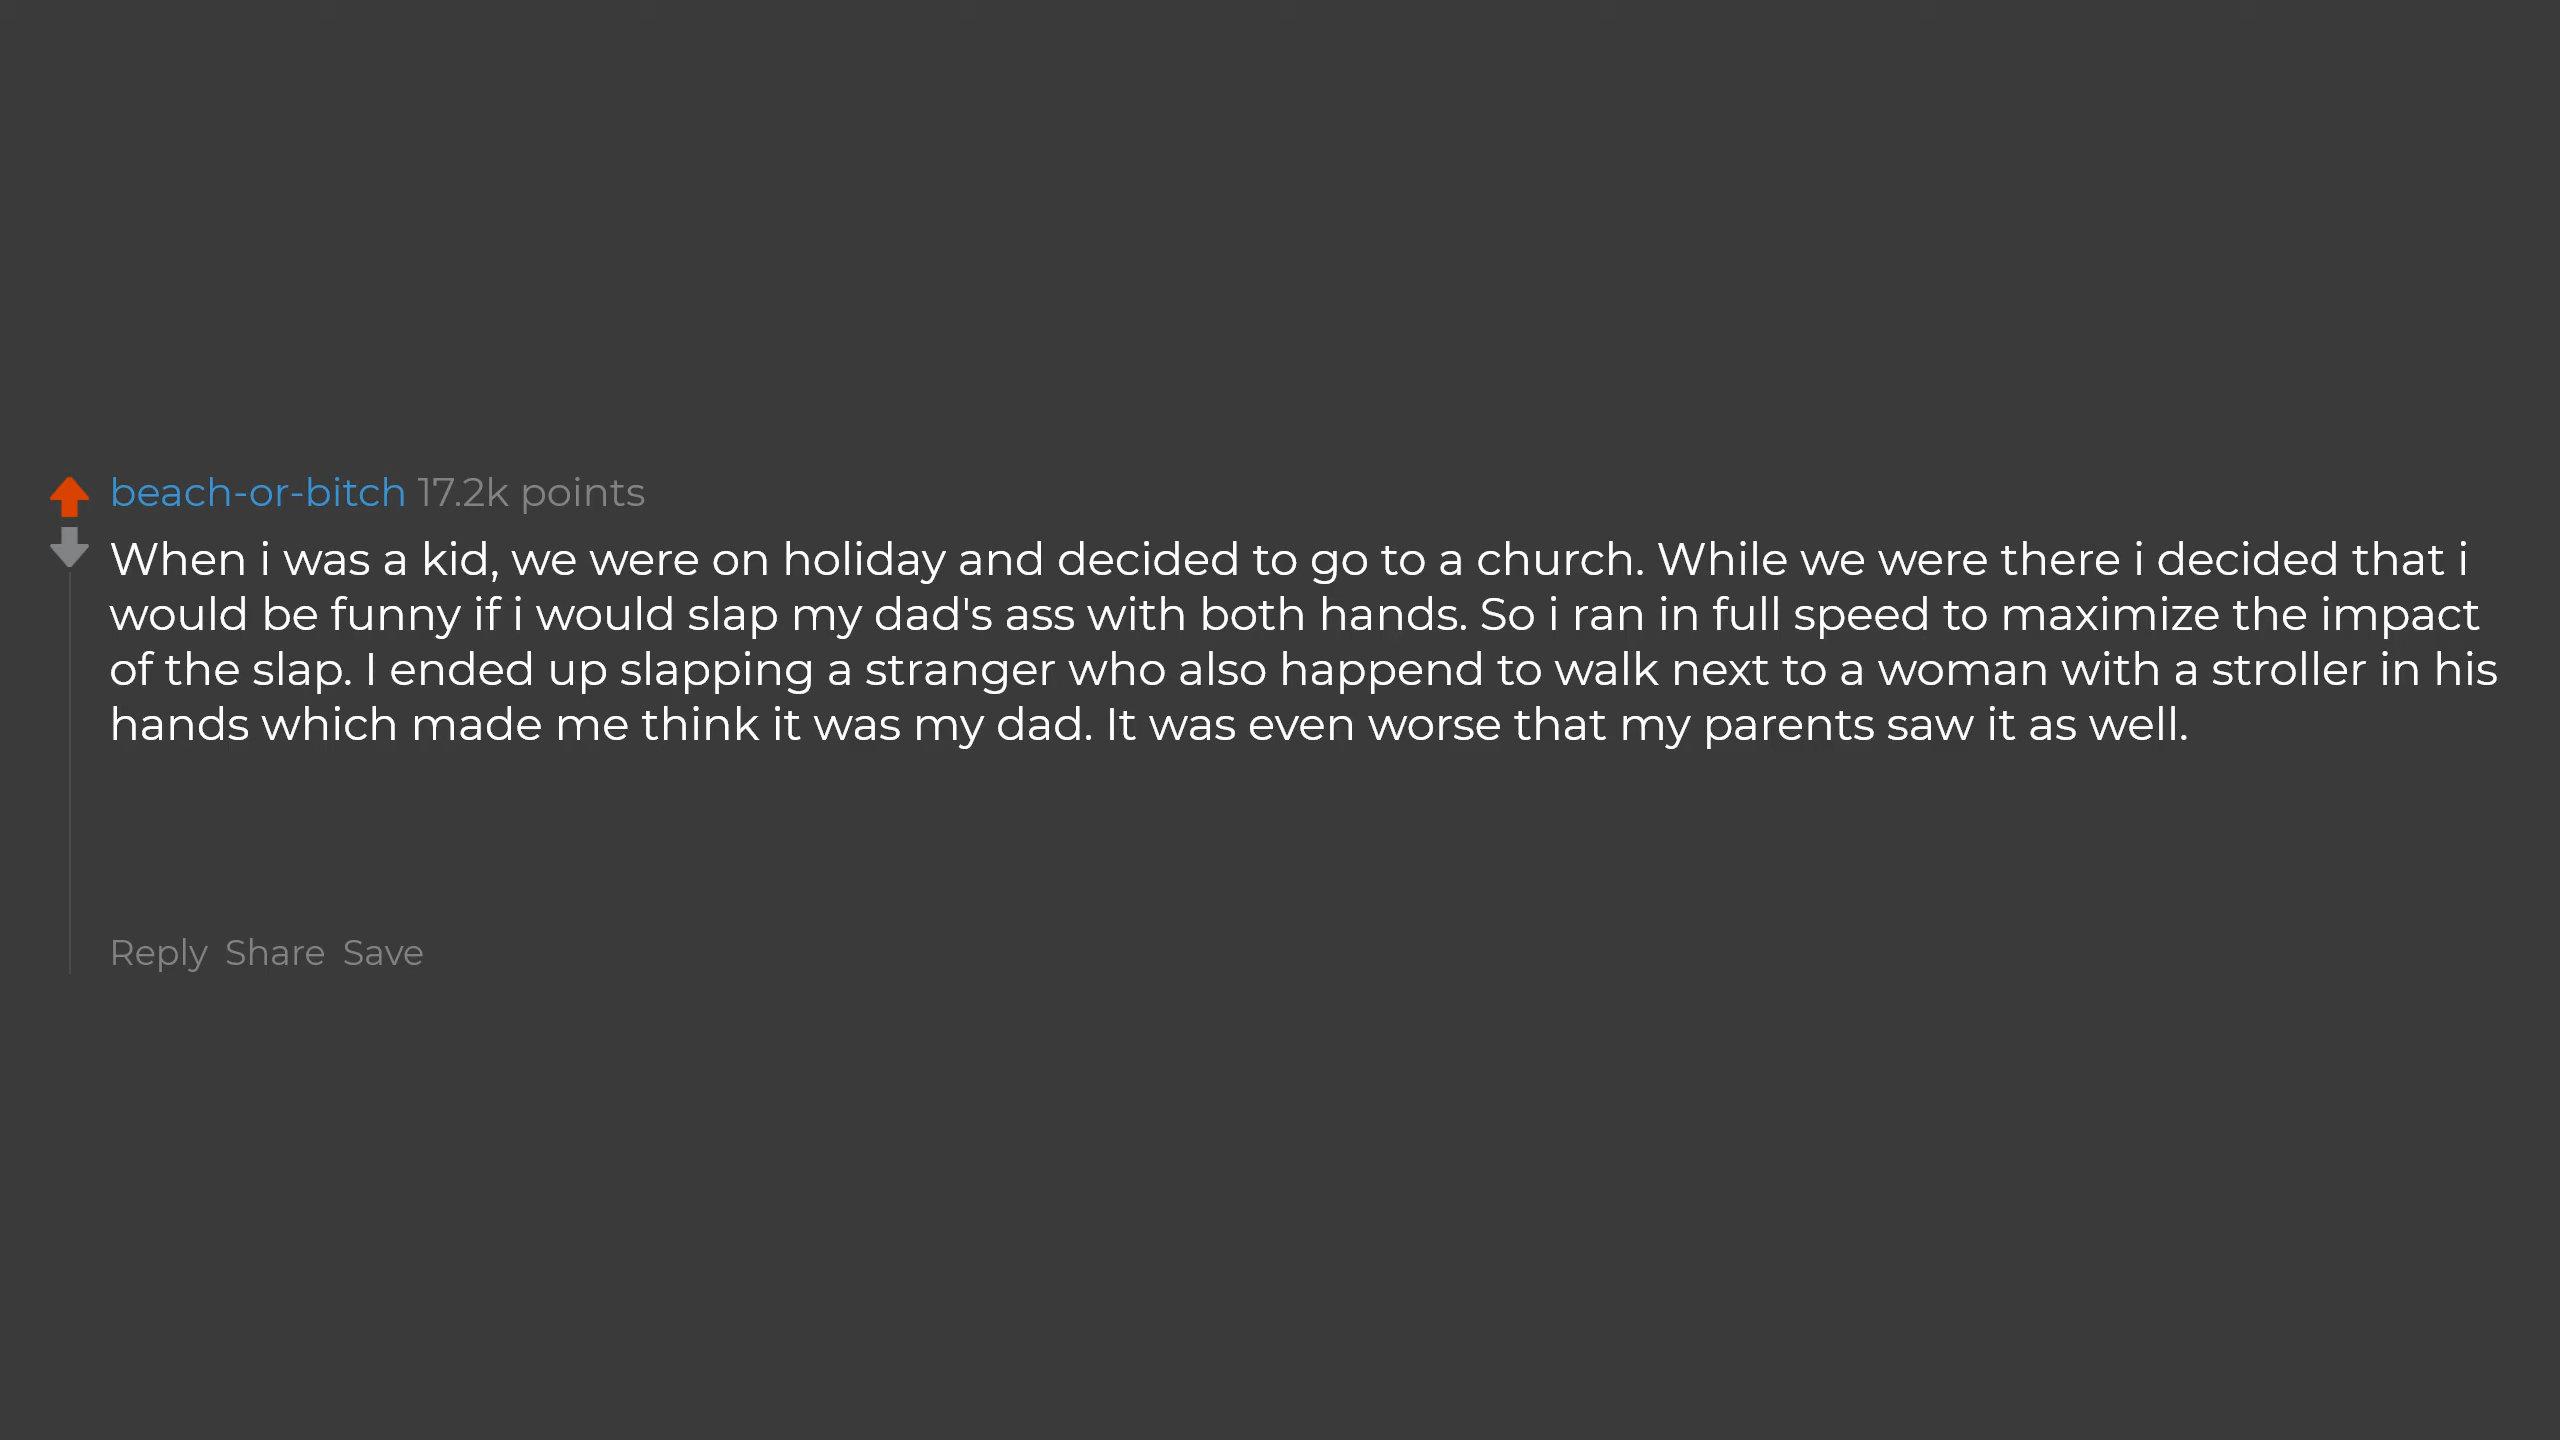 beach-or-bitch 17.2k points
When i was a kid, we were on holiday and decided to go to a church. While we were there i decided that i
would be funny if i would slap my dad's ass with both hands. So i ran in full speed to maximize the impact
of the slap. I ended up slapping a stranger who also happend to walk next to a woman with a stroller in his
hands which made me think it was my dad. It was even worse that my parents saw it as well.
Reply Share Save